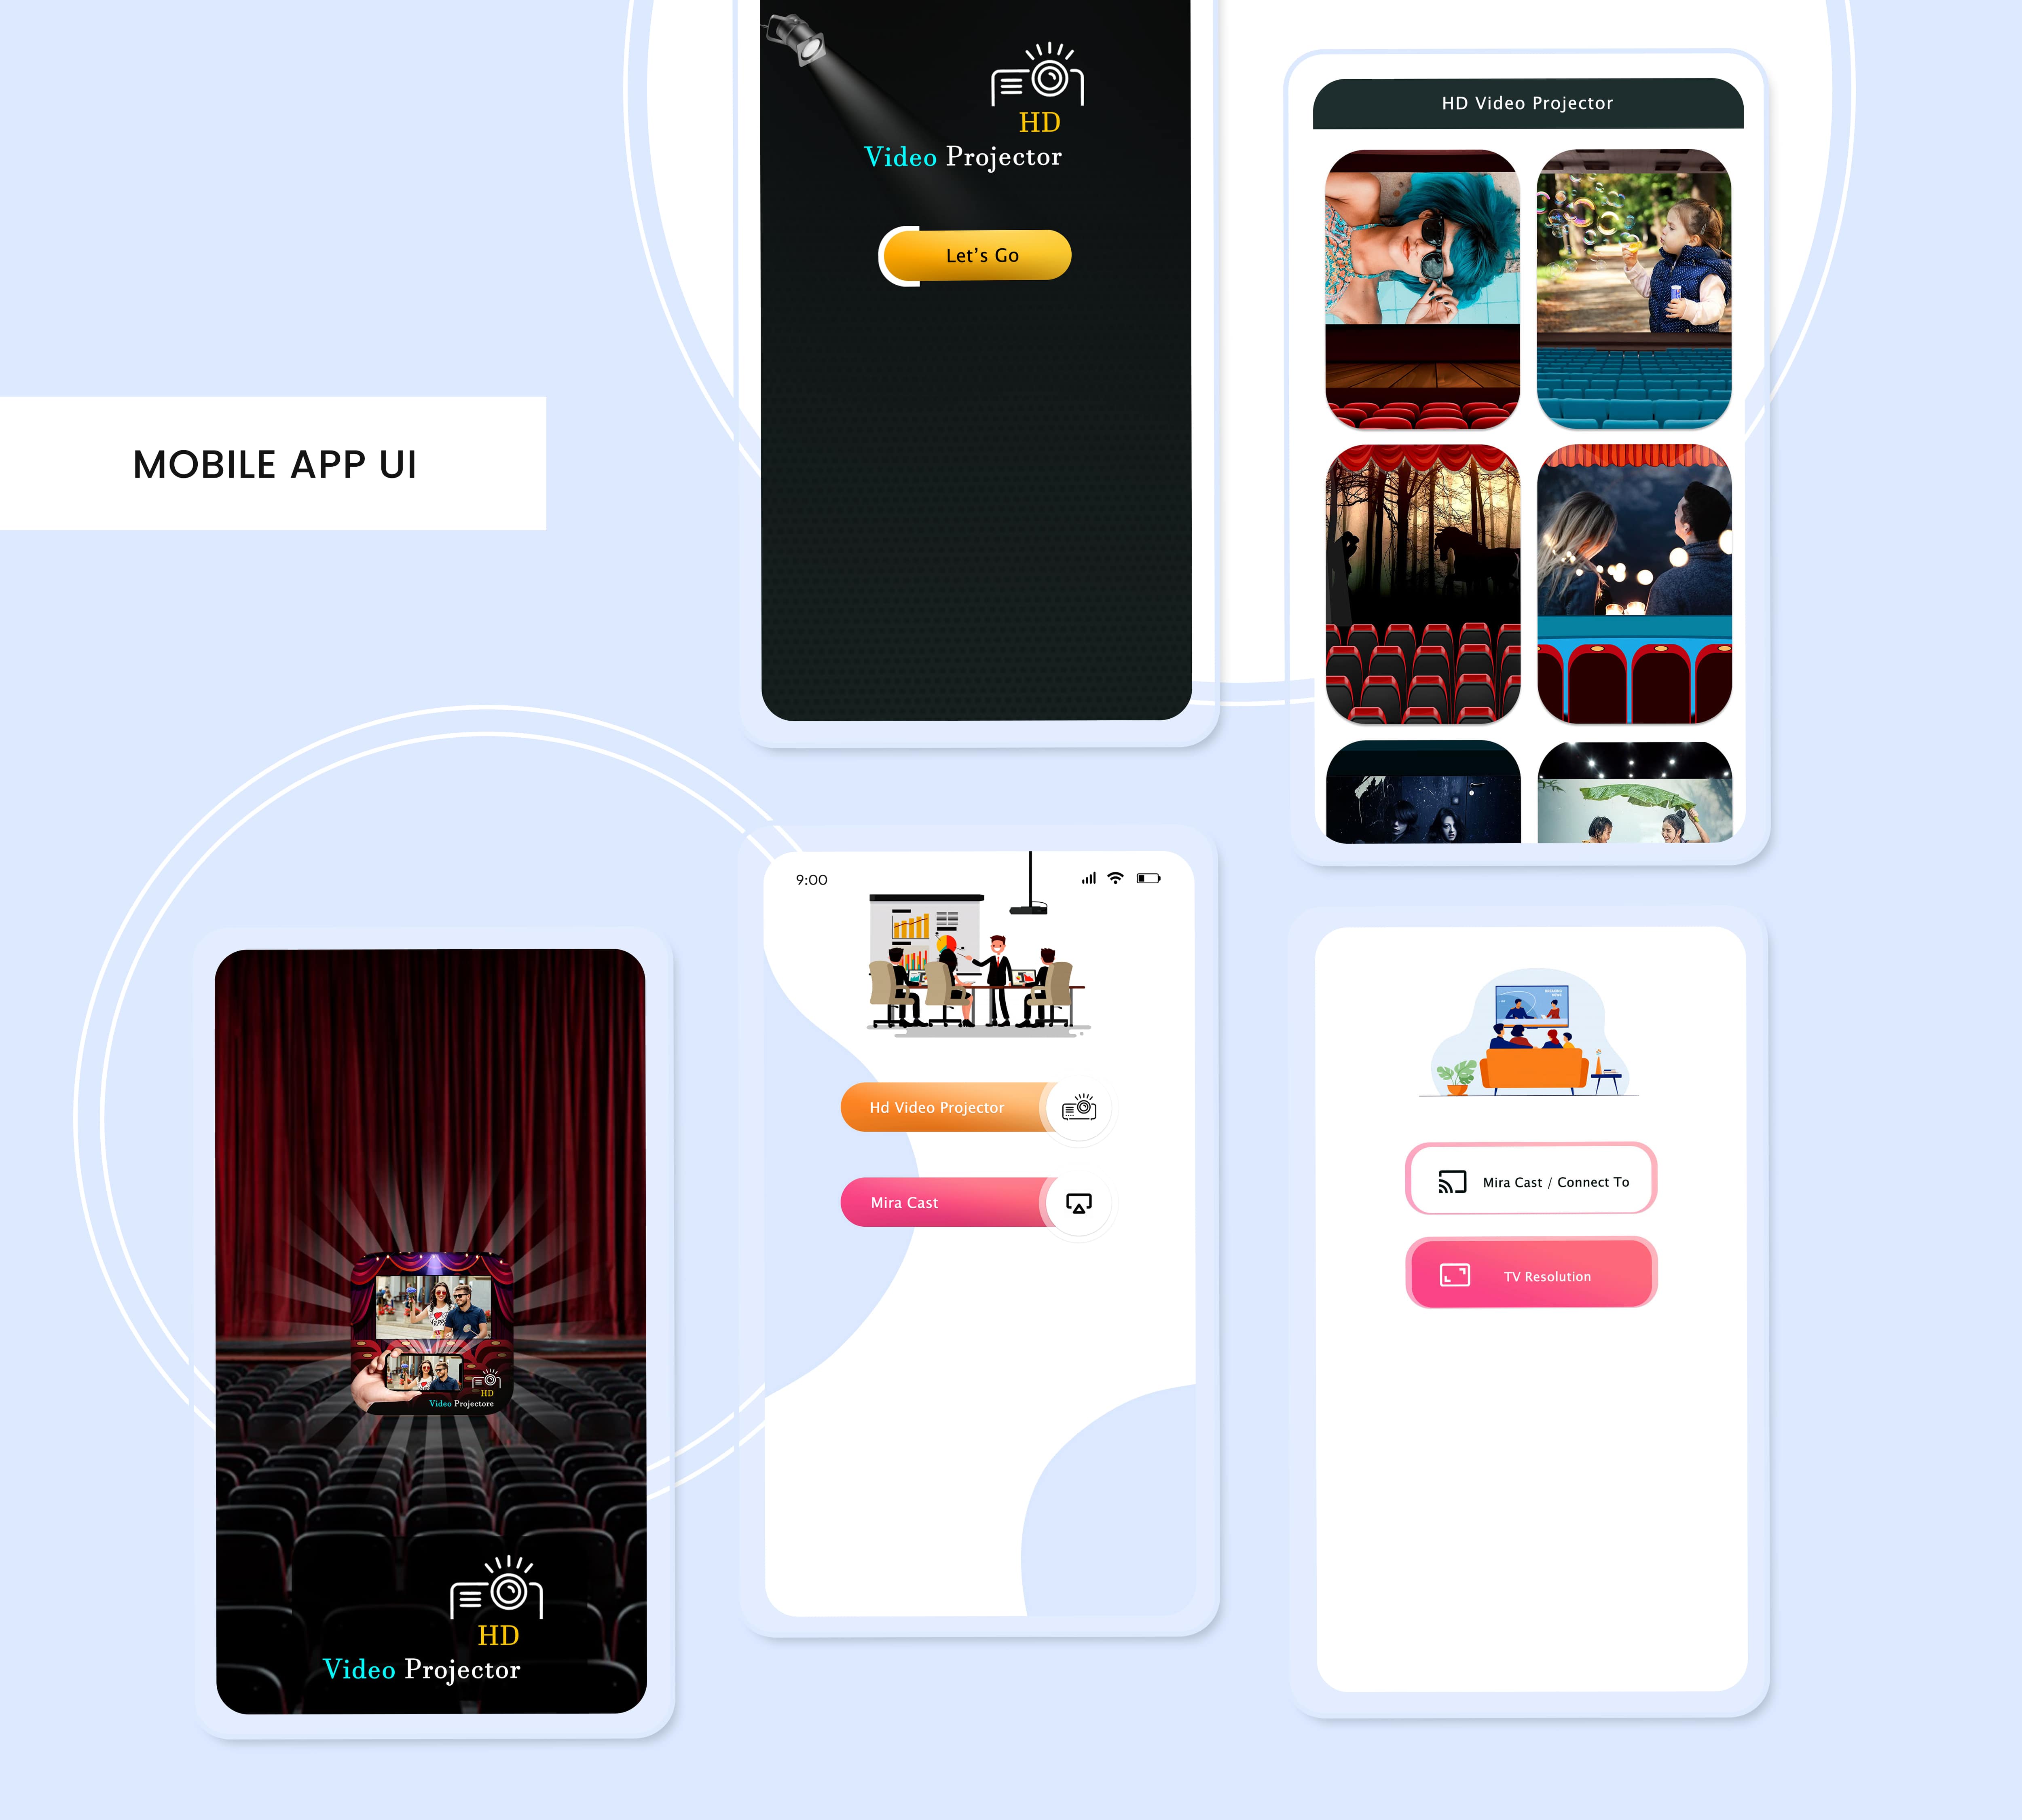 HD
Video Projector
Let's Go
HD Video Projector
MOBILE APP UI
9:00
Hd Video Projector
Mira Cast
Mira Cast / Connect To
TV Resolution
HD
Video Projectore
HD
Video Projector